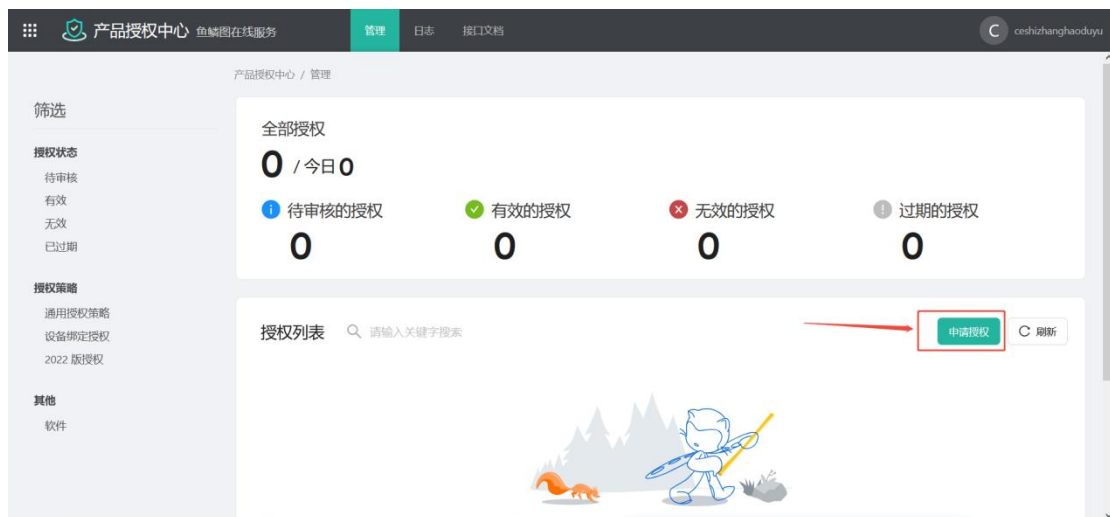 产品授权中心 鱼鳞图在线服务 管理 日志 接口文档 C ceshizhanghaoduyu
产品授权中心 / 管理
筛选
授权状态
待审核
有效
无效
已过期
授权策略
通用授权策略
设备绑定授权
2022 版授权
其他
软件
全部授权
0 / 今日 0
待审核的授权 有效的授权 无效的授权 过期的授权
0 0 0 0
授权列表 请输入关键字搜索 申请授权 刷新